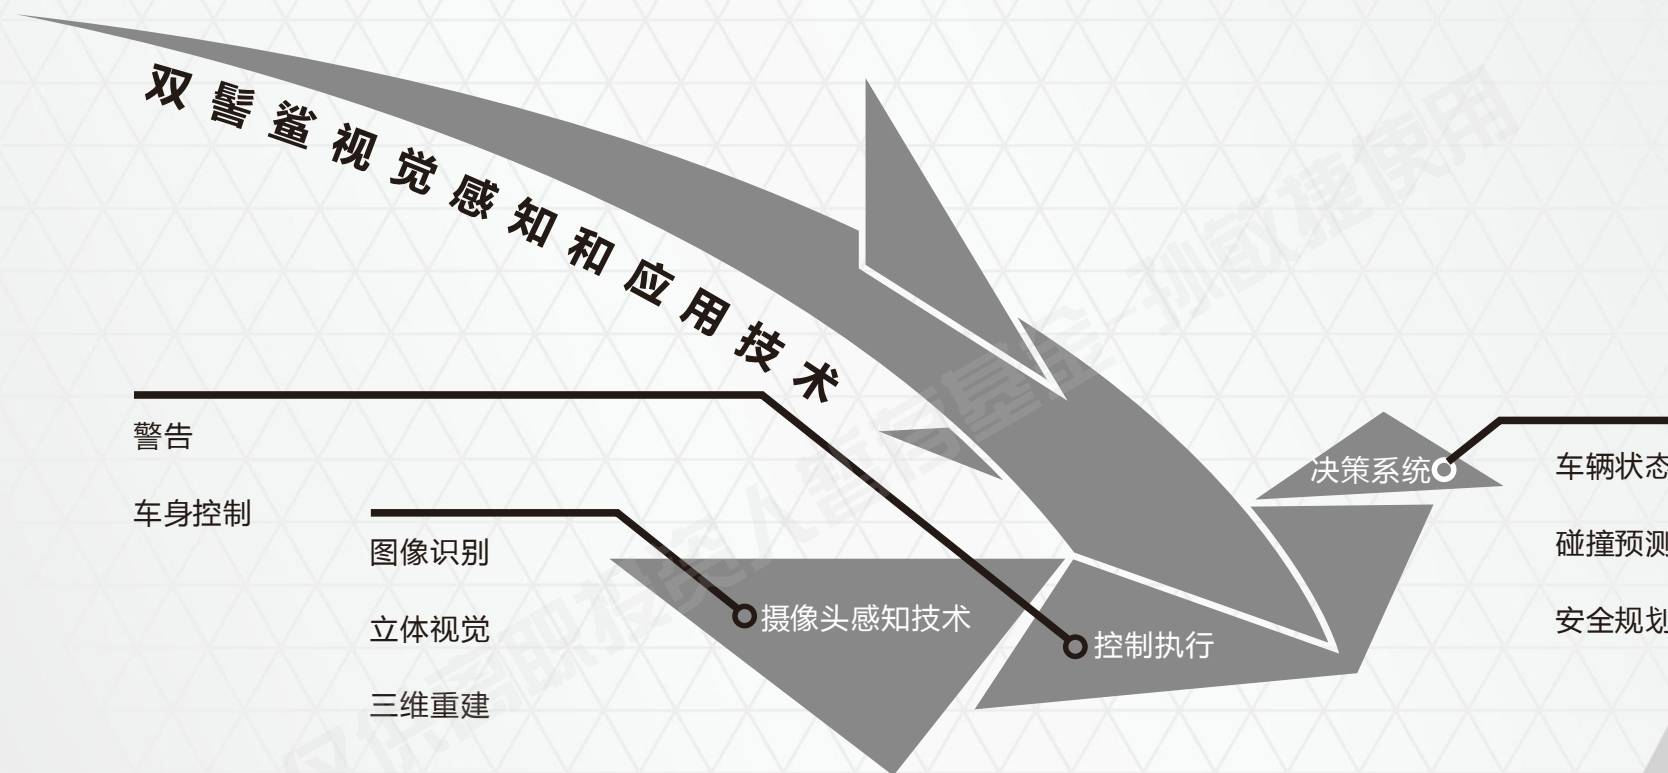 双髻鲨视觉感知和应用技术
警告
车身控制
图像识别
立体视觉
三维重建
摄像头感知技术
控制执行
决策系统
车辆状态
碰撞预测
安全规划